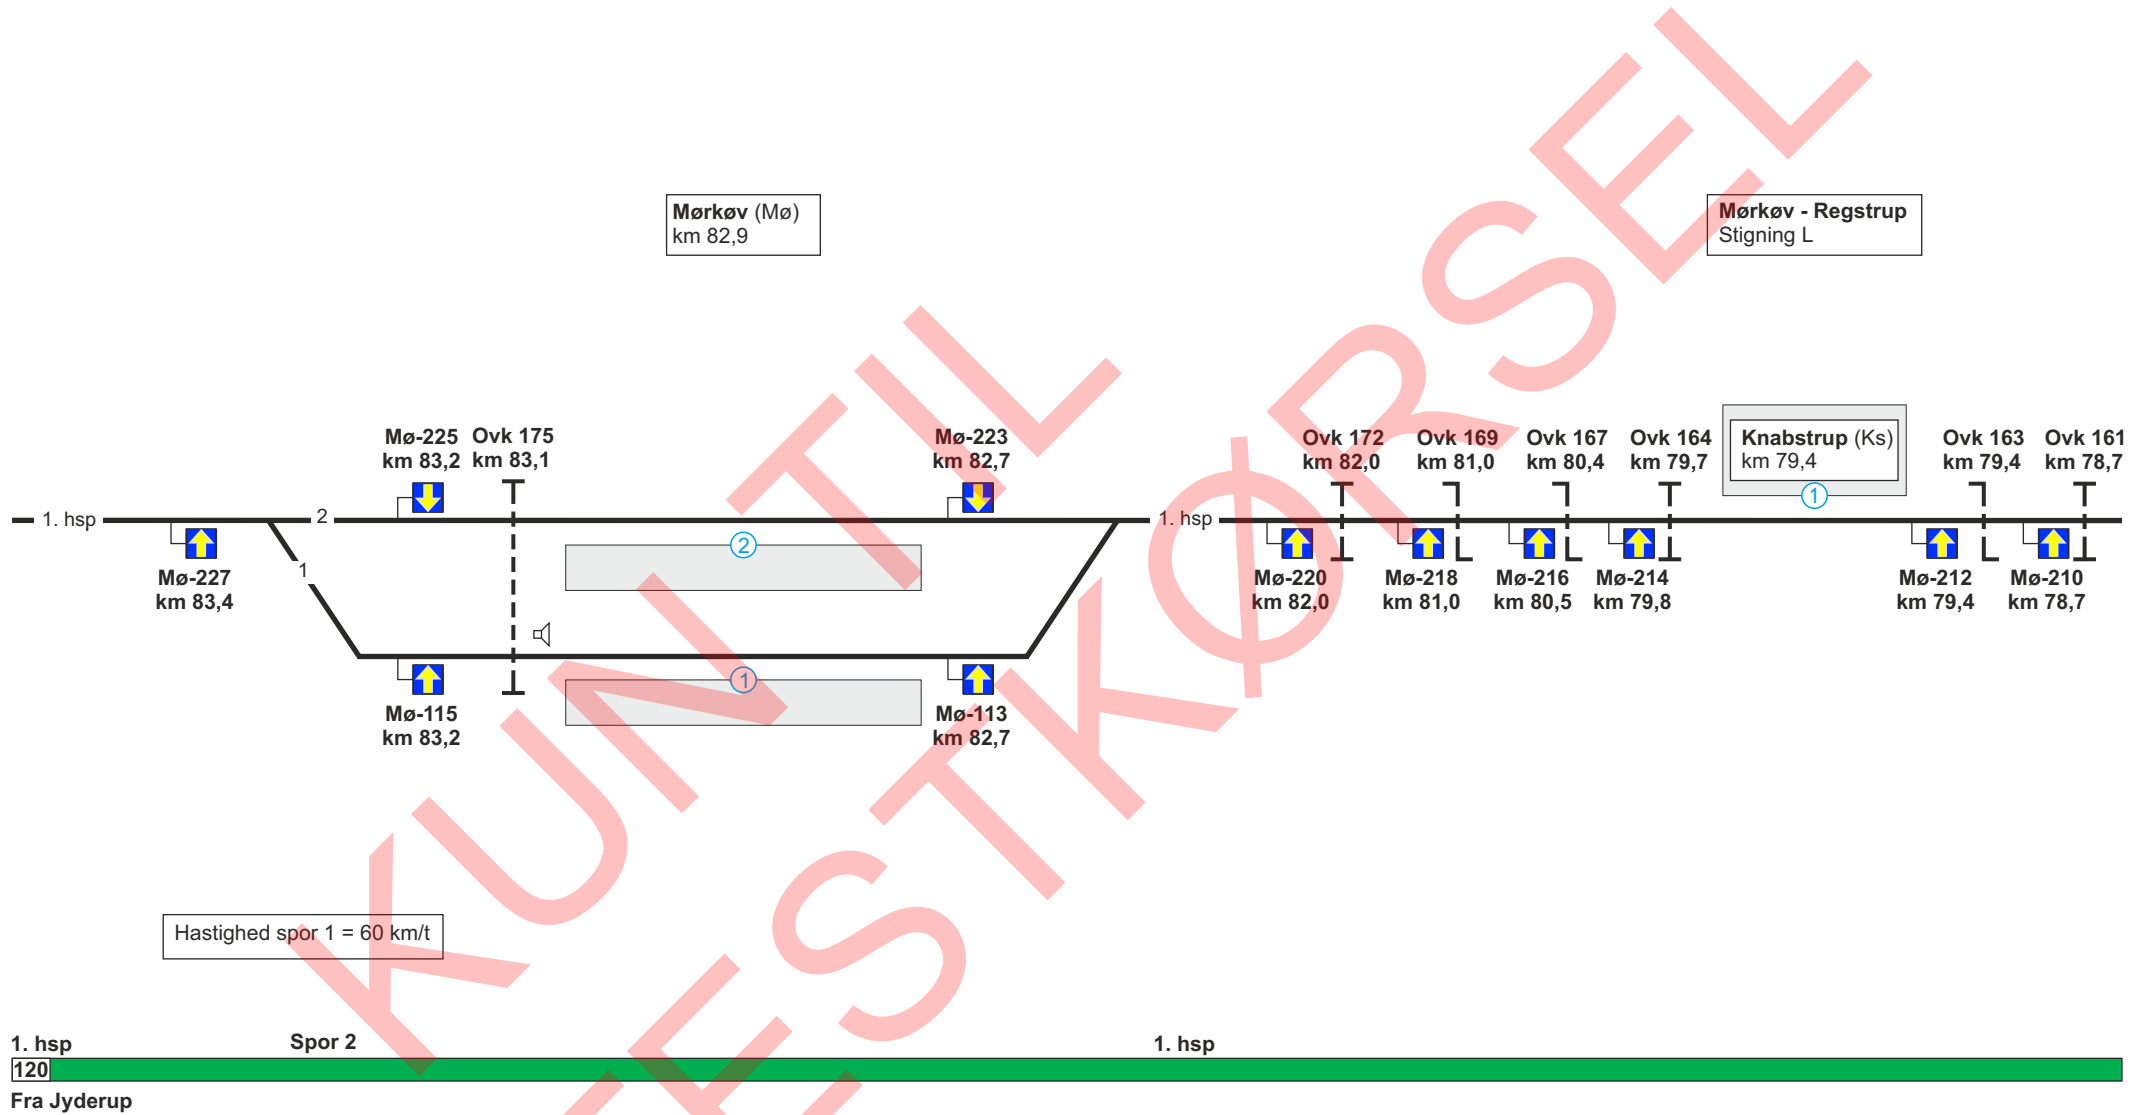 Mørkøv (Mø)
km 82,9
Mørkøv - Regstrup
Stigning L
Mø-225
km 83,2
Ovk 175
km 83,1
Mø-223
km 82,7
Ovk 172
km 82,0
Ovk 169
km 81,0
Ovk 167
km 80,4
Ovk 164
km 79,7
Knabstrup (Ks)
km 79,4
1
Ovk 163
km 79,4
Ovk 161
km 78,7
1. hsp
2
1. hsp
2
1
Mø-227
km 83,4
Mø-220
km 82,0
Mø-218
km 81,0
Mø-216
km 80,5
Mø-214
km 79,8
Mø-212
km 79,4
Mø-210
km 78,7
1
Mø-115
km 83,2
Mø-113
km 82,7
Hastighed spor 1 = 60 km/t
1. hsp
Spor 2
1. hsp
120
Fra Jyderup
KUN TIL
ESTKØRSEL